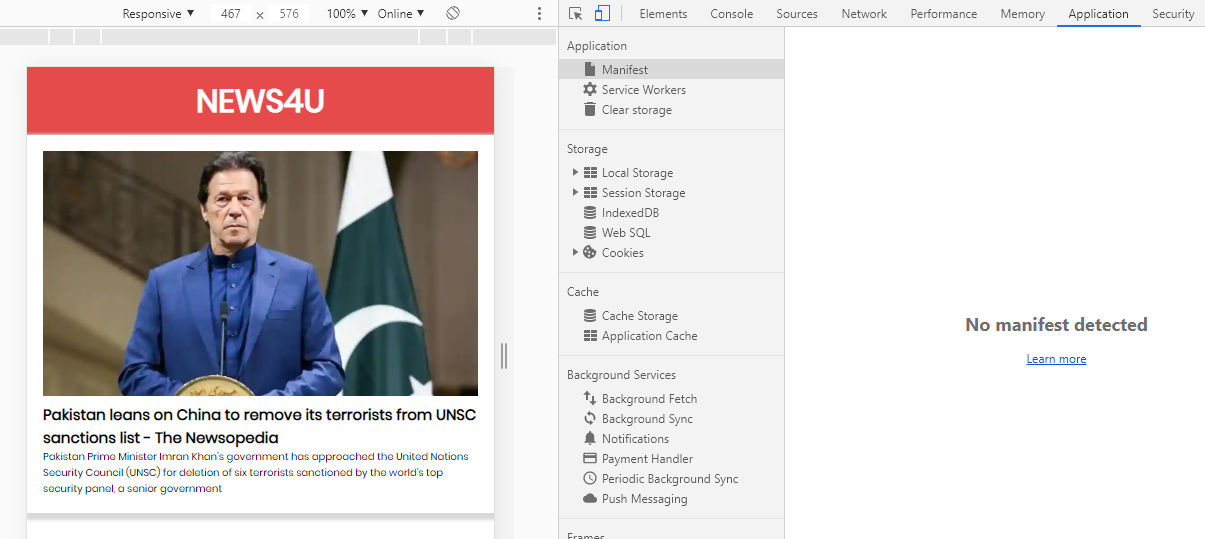 Responsive ▼ 467 × 576 100% ▼ Online ▼
Elements Console Sources Network Performance Memory Application Security
NEWS4U
Pakistan leans on China to remove its terrorists from UNSC
sanctions list - The Newsopedia
Pakistan Prime Minister Imran Khan's government has approached the United Nations
Security Council (UNSC) for deletion of six terrorists sanctioned by the world's top
security panel, a senior government
Application
Manifest
Service Workers
Clear storage
Storage
Local Storage
Session Storage
IndexedDB
Web SQL
Cookies
Cache
Cache Storage
Application Cache
Background Services
Background Fetch
Background Sync
Notifications
Payment Handler
Periodic Background Sync
Push Messaging
Frames
No manifest detected
Learn more